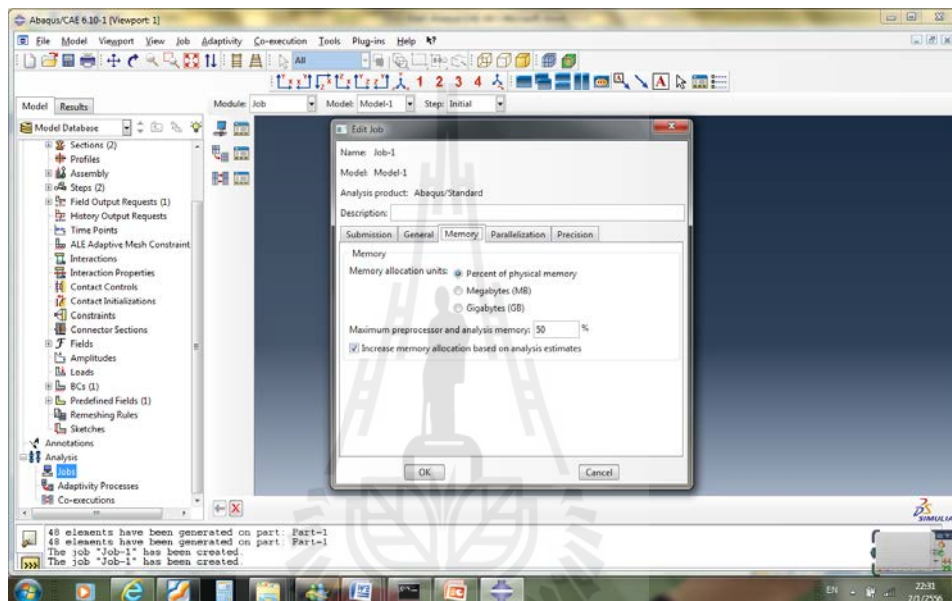 Abaqus/CAE 6.10-1 [Viewport: 1]
File Model Viewport View Job Adaptivity Co-execution Tools Plug-ins Help
All
1 2 3 4
A
Model Results
Module: Job Model: Model-1 Step: Initial
Model Database
Sections (2)
Profiles
Assembly
Steps (2)
Field Output Requests (1)
History Output Requests
Time Points
ALE Adaptive Mesh Constraint
Interactions
Interaction Properties
Contact Controls
Contact Initializations
Constraints
Connector Sections
Fields
Amplitudes
Loads
BCs (1)
Predefined Fields (1)
Remeshing Rules
Sketches
Annotations
Analysis
Jobs
Adaptivity Processes
Co-executions
Edit Job
Name: Job-1
Model: Model-1
Analysis product: Abaqus/Standard
Description:
Submission General Memory Parallelization Precision
Memory
Memory allocation units: Percent of physical memory
Megabytes (MB)
Gigabytes (GB)
Maximum preprocessor and analysis memory: 50 %
Increase memory allocation based on analysis estimates
OK Cancel
SIMULIA
48 elements have been generated on part: Part-1
48 elements have been generated on part: Part-1
The job "Job-1" has been created.
The job "Job-1" has been created.
EN
22:31
2/1/2556